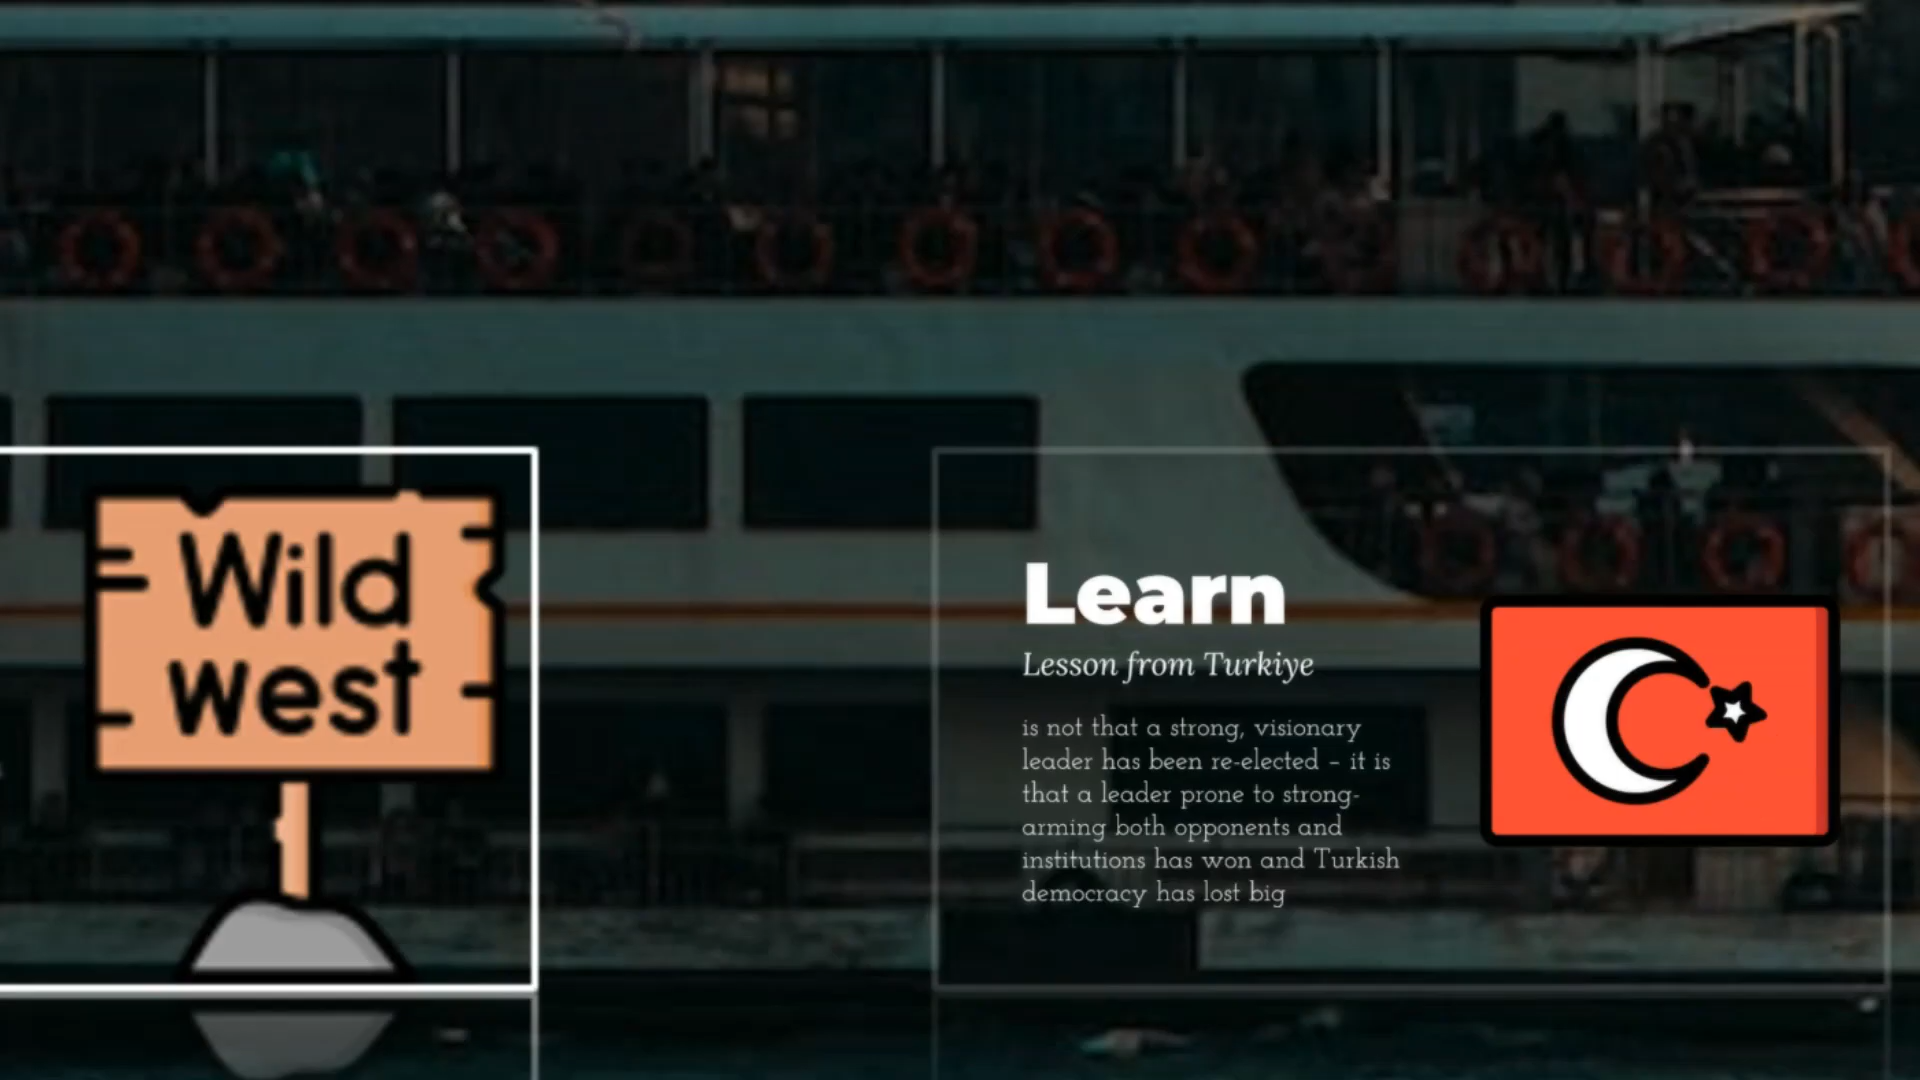 Wild
west
Learn
Lesson from Turkiye
is not that a strong, visionary
leader has been re-elected – it is
that a leader prone to strong-
arming both opponents and
institutions has won and Turkish
democracy has lost big